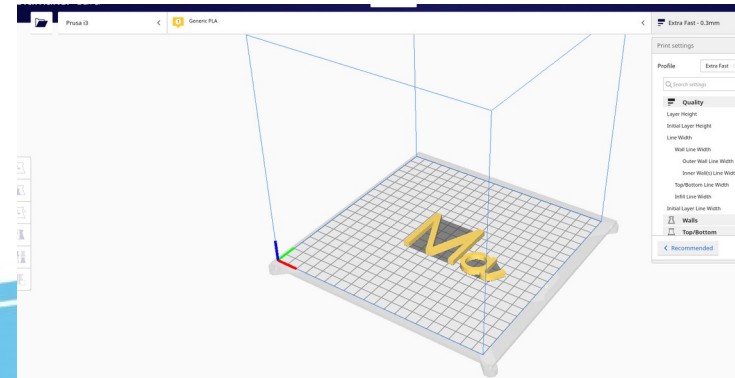 Prusa i3
Generic PLA
Extra Fast - 0.3mm
Print settings
Profile
Extra Fast
Search settings
Quality
Layer Height
Initial Layer Height
Line Width
Wall Line Width
Outer Wall Line Width
Inner Wall(s) Line Widt
Top/Bottom Line Width
Infill Line Width
Initial Layer Line Width
Walls
Top/Bottom
Recommended